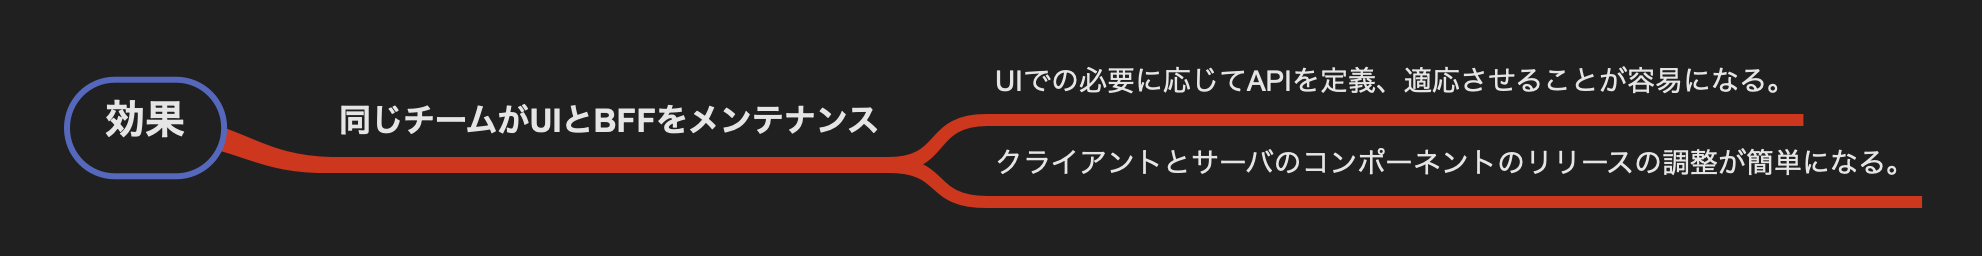 効果
同じチームがUIとBFFをメンテナンス
UIでの必要に応じてAPIを定義、適応させることが容易になる。
クライアントとサーバのコンポーネントのリリースの調整が簡単になる。